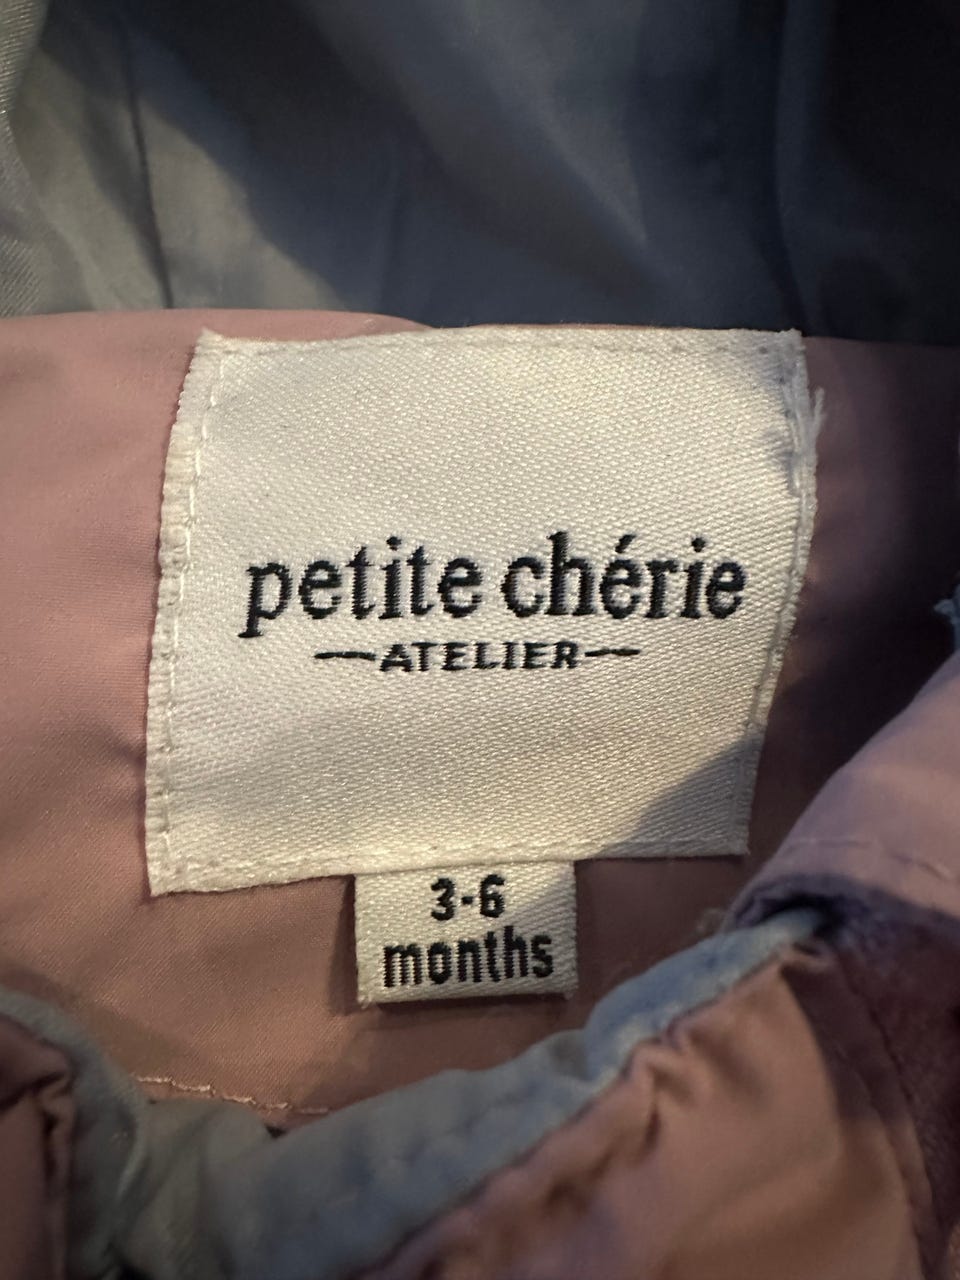 petite chérie
ATELIER
3-6
months